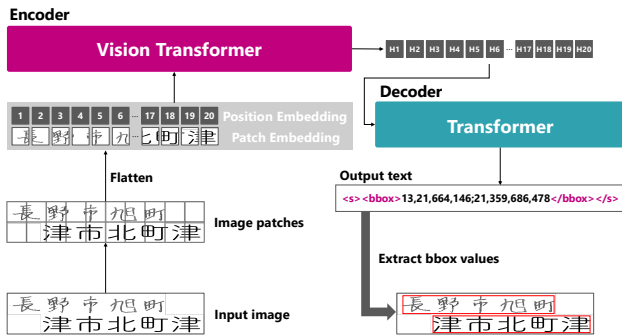 Encoder
Vision Transformer
H1 H2 H3 H4 H5 H6 ··· H17 H18 H19 H20
Decoder
Transformer
1 2 3 4 5 6 ··· 17 18 19 20 Position Embedding
長 野 ··· 町 津 Patch Embedding
Flatten
Output text
<s><bbox>13,21,664,146;21,359,686,478</bbox></s>
長野市旭町
津市北町津
Image patches
Extract bbox values
長野市旭町
津市北町津
Input image
長野市旭町
津市北町津